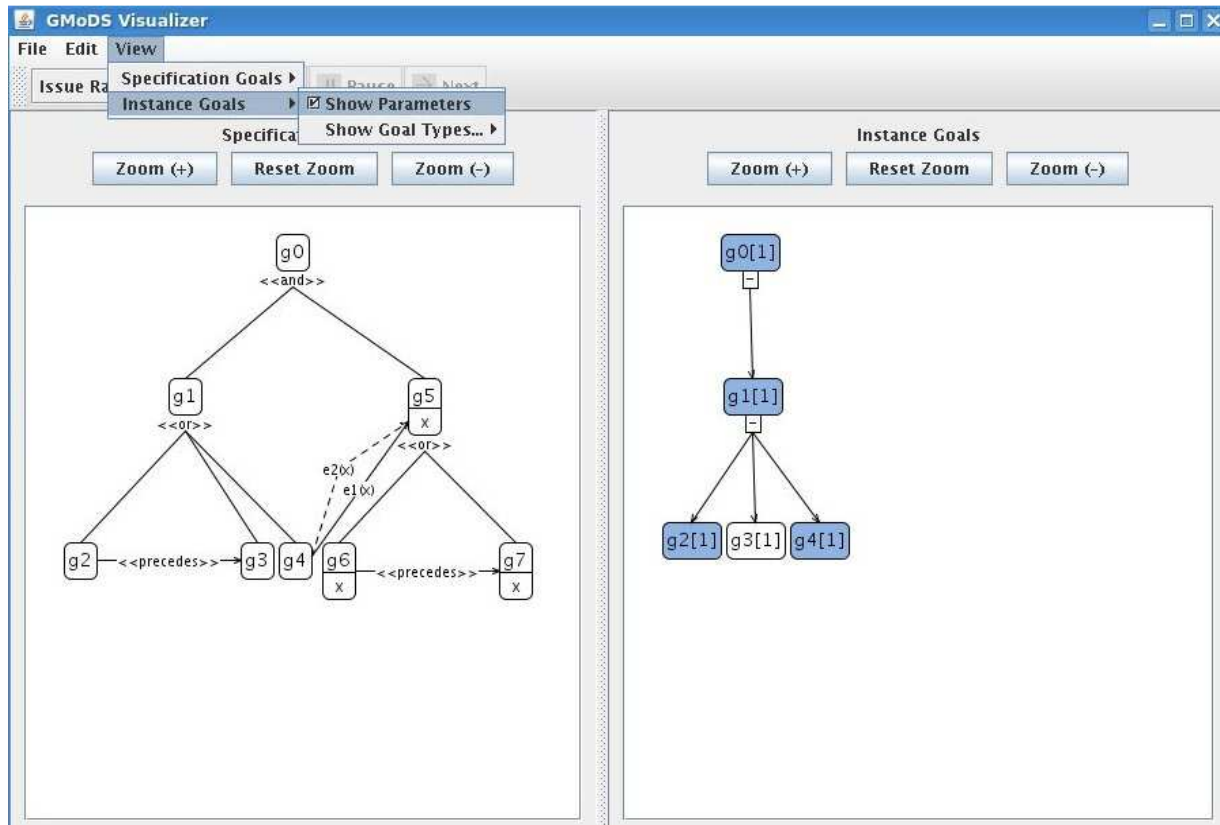 GMoDS Visualizer
File Edit View
Issue Ra
Pause Next
Specification Goals
Instance Goals
Show Parameters
Show Goal Types...
Specifica
Zoom (+) Reset Zoom Zoom (-)
g0
<<and>>
g1
<<or>>
g5
x
<<or>>
e2(x)
e1(x)
g2 <<precedes>> g3 g4 g6 <<precedes>> g7
x x
Instance Goals
Zoom (+) Reset Zoom Zoom (-)
g0[1]
g1[1]
g2[1] g3[1] g4[1]